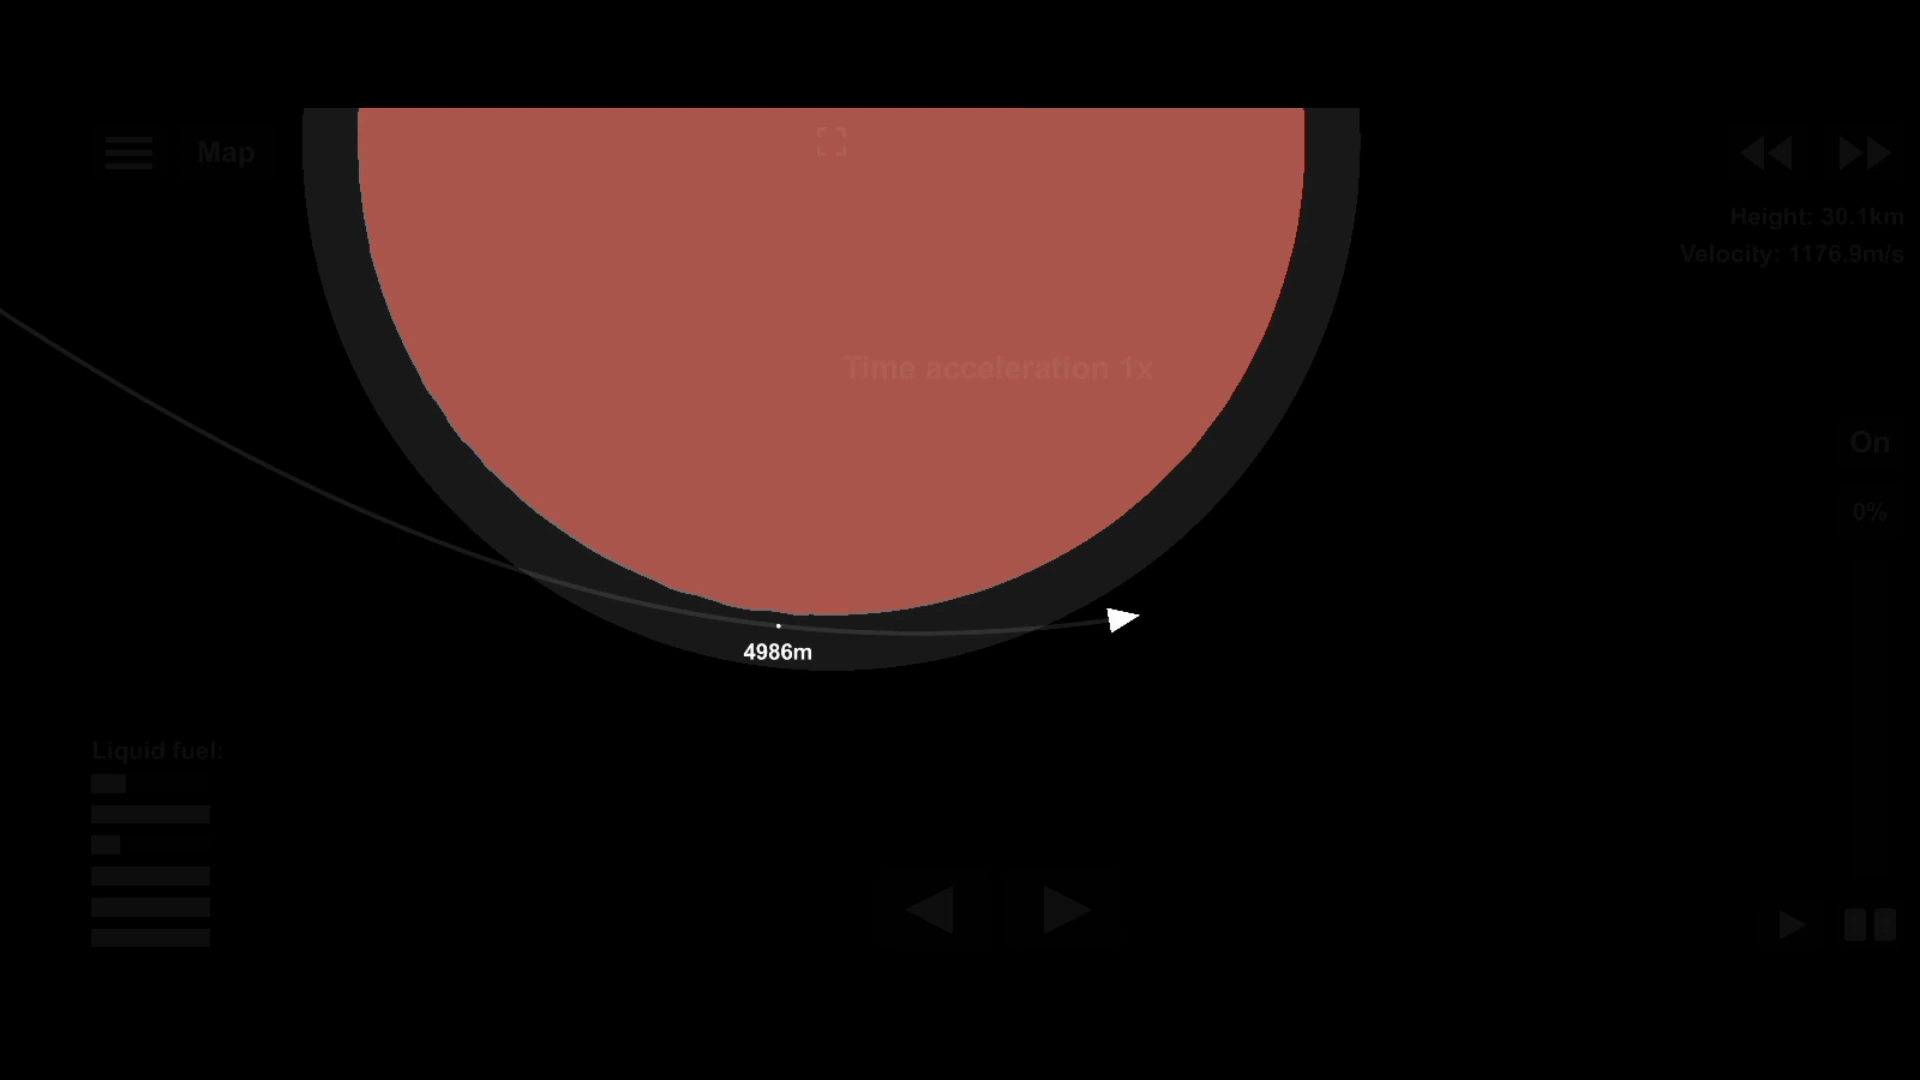 Map
Height: 30.1km
Velocity: 1176.9m/s
Time acceleration 1x
On
0%
4986m
Liquid fuel: